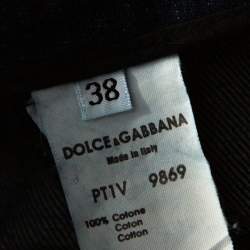 38
DOLCE & GABBANA
Made in Italy
PT1V 9869
100% Cotone
Coton
Cotton